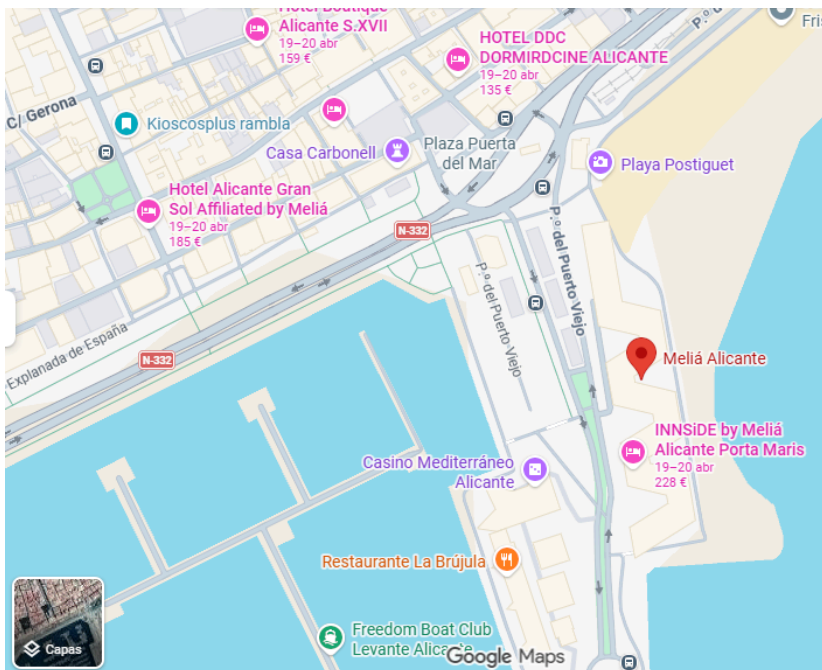 Hotel Boutique
Alicante S.XVII
19–20 abr
159 €
HOTEL DDC
DORMIRDCINE ALICANTE
19–20 abr
135 €
Fris
C/ Gerona
Kioscosplus rambla
Casa Carbonell
Plaza Puerta
del Mar
Playa Postiguet
Hotel Alicante Gran
Sol Affiliated by Meliá
19–20 abr
185 €
N-332
P.º del Puerto Viejo
P.º del Puerto Viejo
Explanada de España
N-332
Meliá Alicante
INNSiDE by Meliá
Alicante Porta Maris
19–20 abr
228 €
Casino Mediterráneo
Alicante
Restaurante La Brújula
Freedom Boat Club
Levante Alicante
Capas
Google Maps